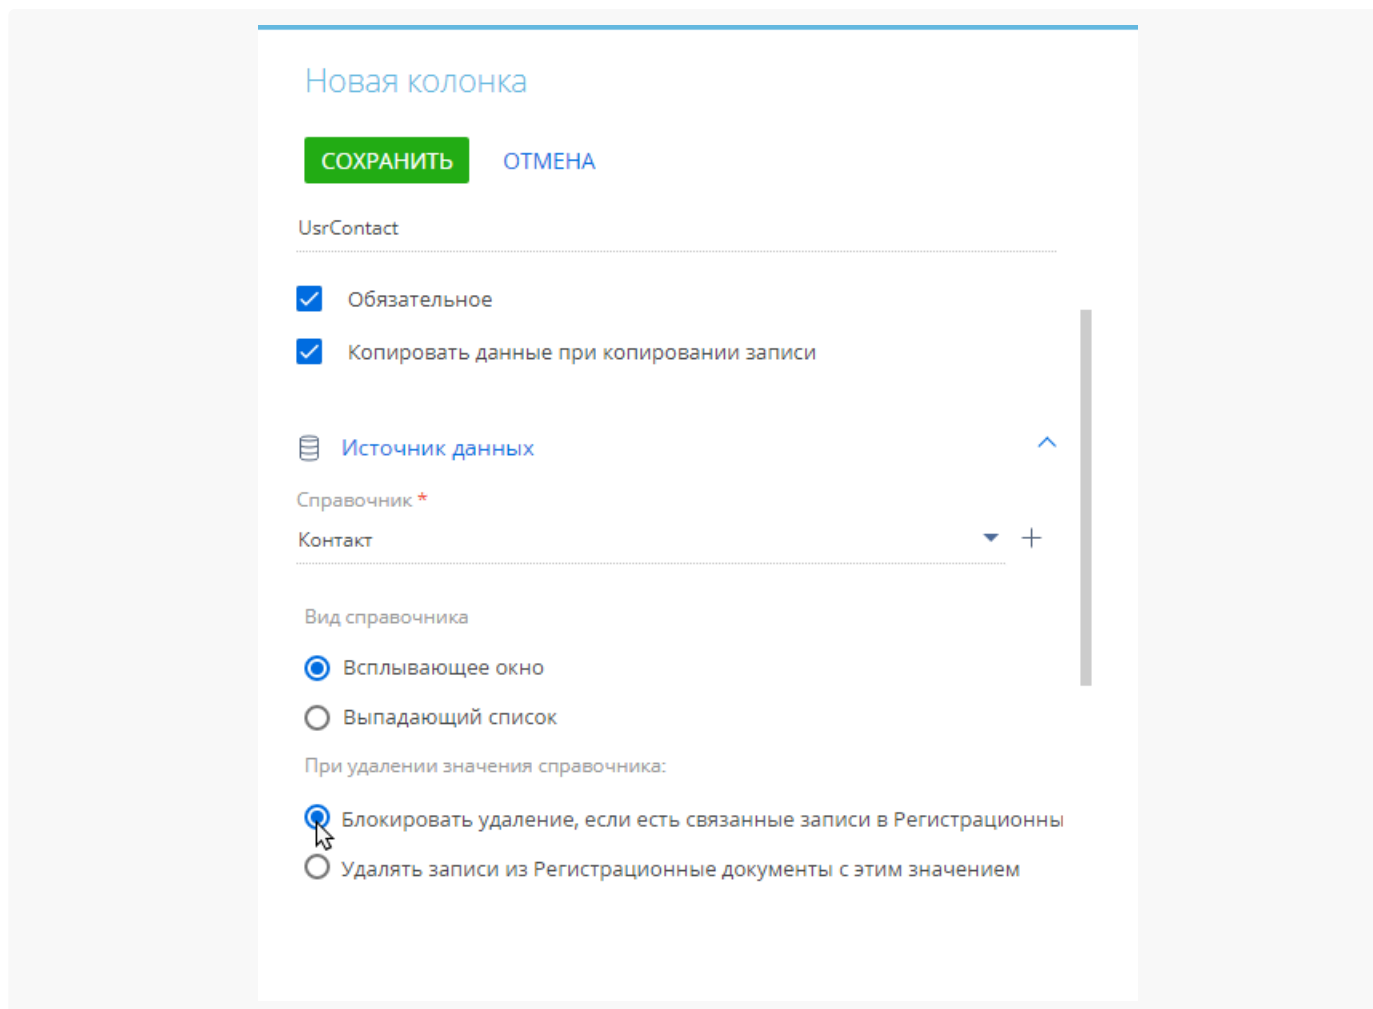 Новая колонка
СОХРАНИТЬ ОТМЕНА
UsrContact
Обязательное
Копировать данные при копировании записи
Источник данных
Справочник *
Контакт
Вид справочника
Всплывающее окно
Выпадающий список
При удалении значения справочника:
Блокировать удаление, если есть связанные записи в Регистрационны
Удалять записи из Регистрационные документы с этим значением